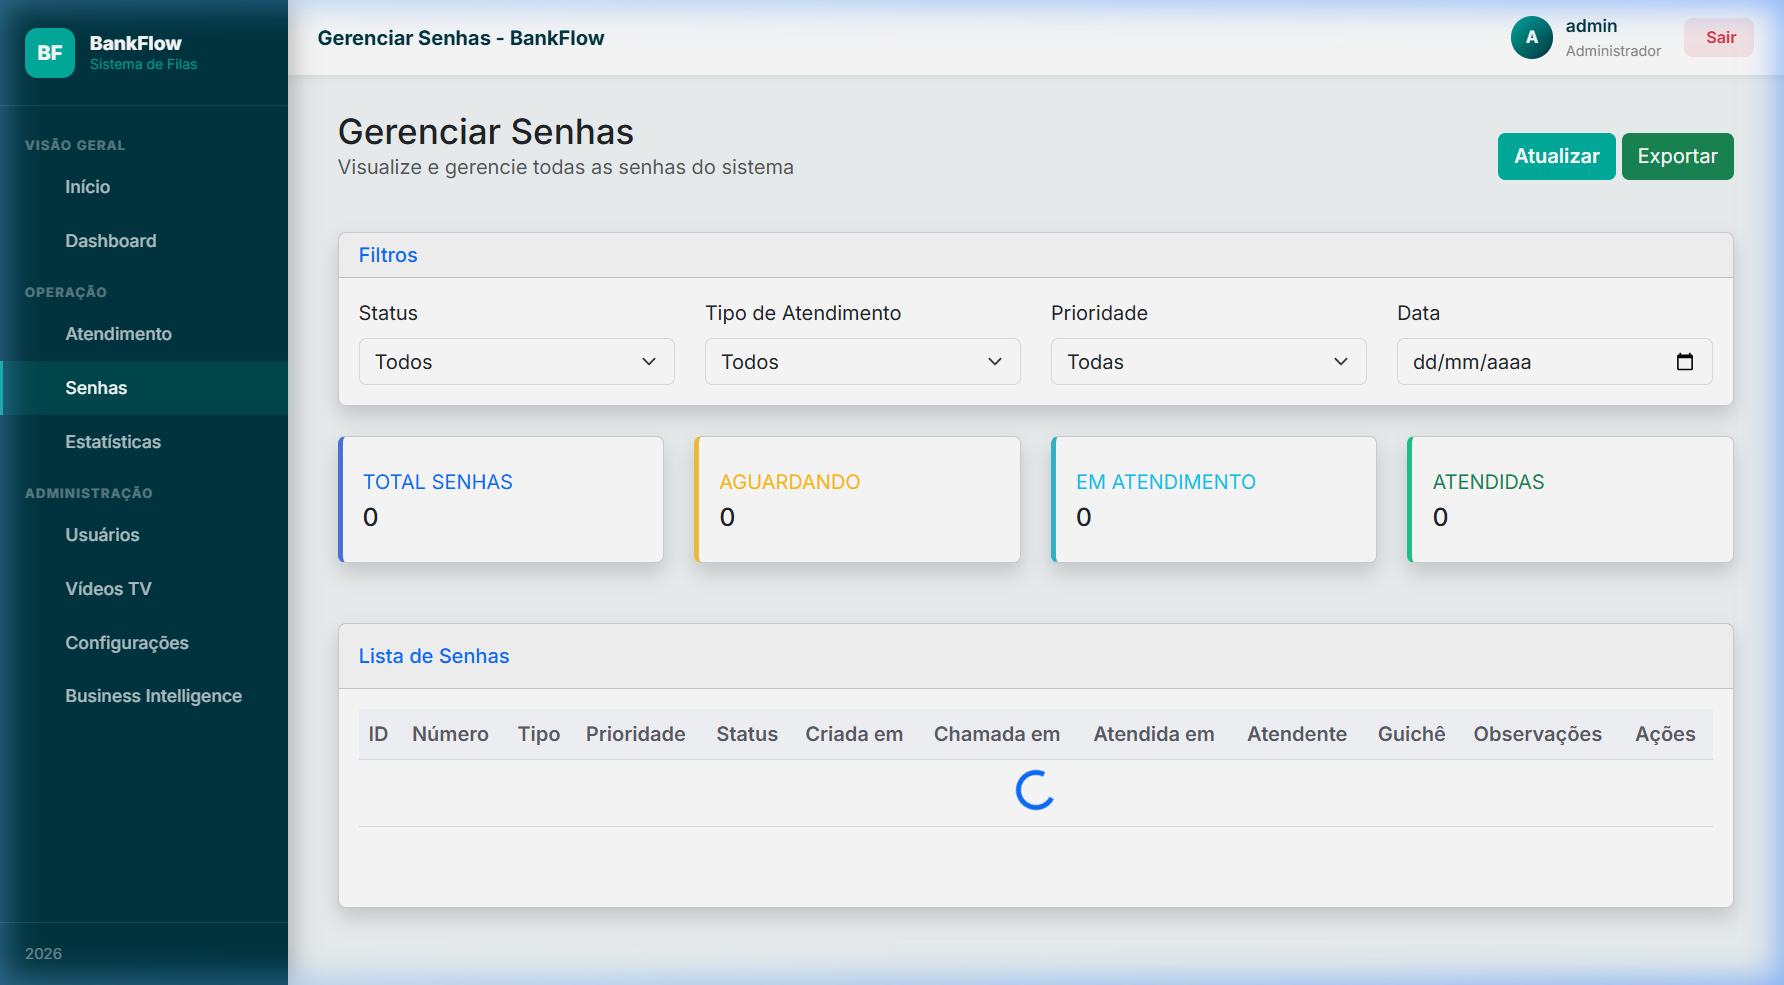 BF
BankFlow
Sistema de Filas
VISÃO GERAL
Início
Dashboard
OPERAÇÃO
Atendimento
Senhas
Estatísticas
ADMINISTRAÇÃO
Usuários
Vídeos TV
Configurações
Business Intelligence
2026
Gerenciar Senhas - BankFlow
A
admin
Administrador
Sair
Gerenciar Senhas
Visualize e gerencie todas as senhas do sistema
Atualizar
Exportar
Filtros
Status
Tipo de Atendimento
Prioridade
Data
Todos
Todos
Todas
dd/mm/aaaa
TOTAL SENHAS
0
AGUARDANDO
0
EM ATENDIMENTO
0
ATENDIDAS
0
Lista de Senhas
ID Número Tipo Prioridade Status Criada em Chamada em Atendida em Atendente Guichê Observações Ações